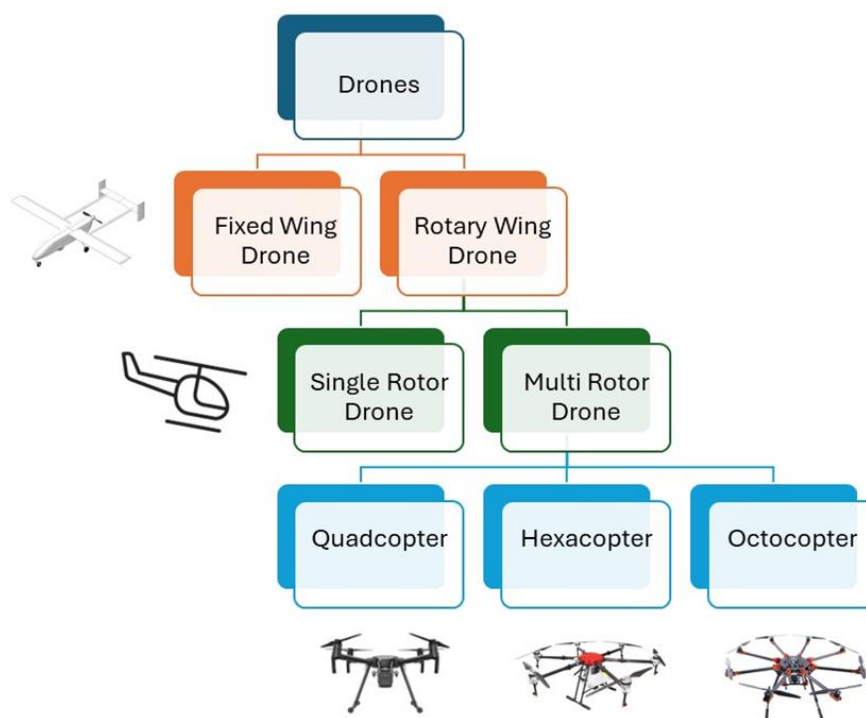 Drones
Fixed Wing
Drone
Rotary Wing
Drone
Single Rotor
Drone
Multi Rotor
Drone
Quadcopter
Hexacopter
Octocopter